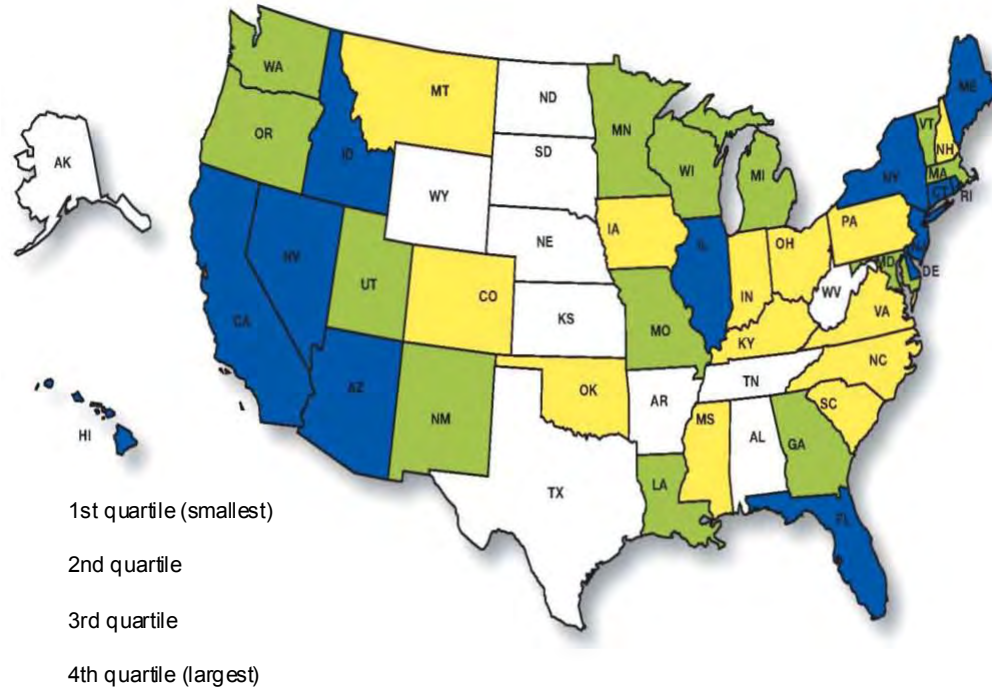 WA
OR
CA
NV
ID
MT
WY
UT
AZ
CO
NM
ND
SD
NE
KS
OK
TX
MN
IA
MO
AR
LA
WI
IL
MI
IN
OH
KY
TN
MS
AL
GA
FL
SC
NC
VA
WV
PA
NY
VT
NH
ME
MA
CT
RI
NJ
DE
MD
AK
HI
1st quartile (smallest)
2nd quartile
3rd quartile
4th quartile (largest)